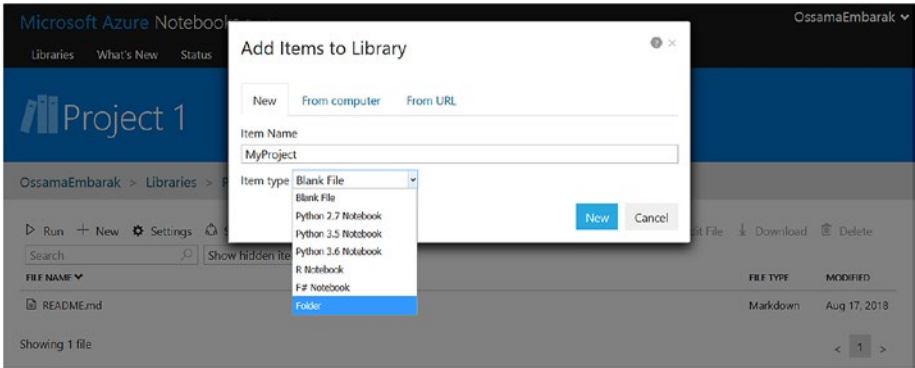 Microsoft Azure Notebook
OssamaEmbarak
Libraries What's New Status
Add Items to Library
New From computer From URL
Project 1
Item Name
MyProject
OssamaEmbarak > Libraries >
Item type Blank File
Blank File
Python 2.7 Notebook
Python 3.5 Notebook
Python 3.6 Notebook
R Notebook
F# Notebook
Folder
New Cancel
Run New Settings
File Download Delete
Search
Show hidden ite
FILE NAME FILE TYPE MODIFIED
README.md Markdown Aug 17, 2018
Showing 1 file
< 1 >